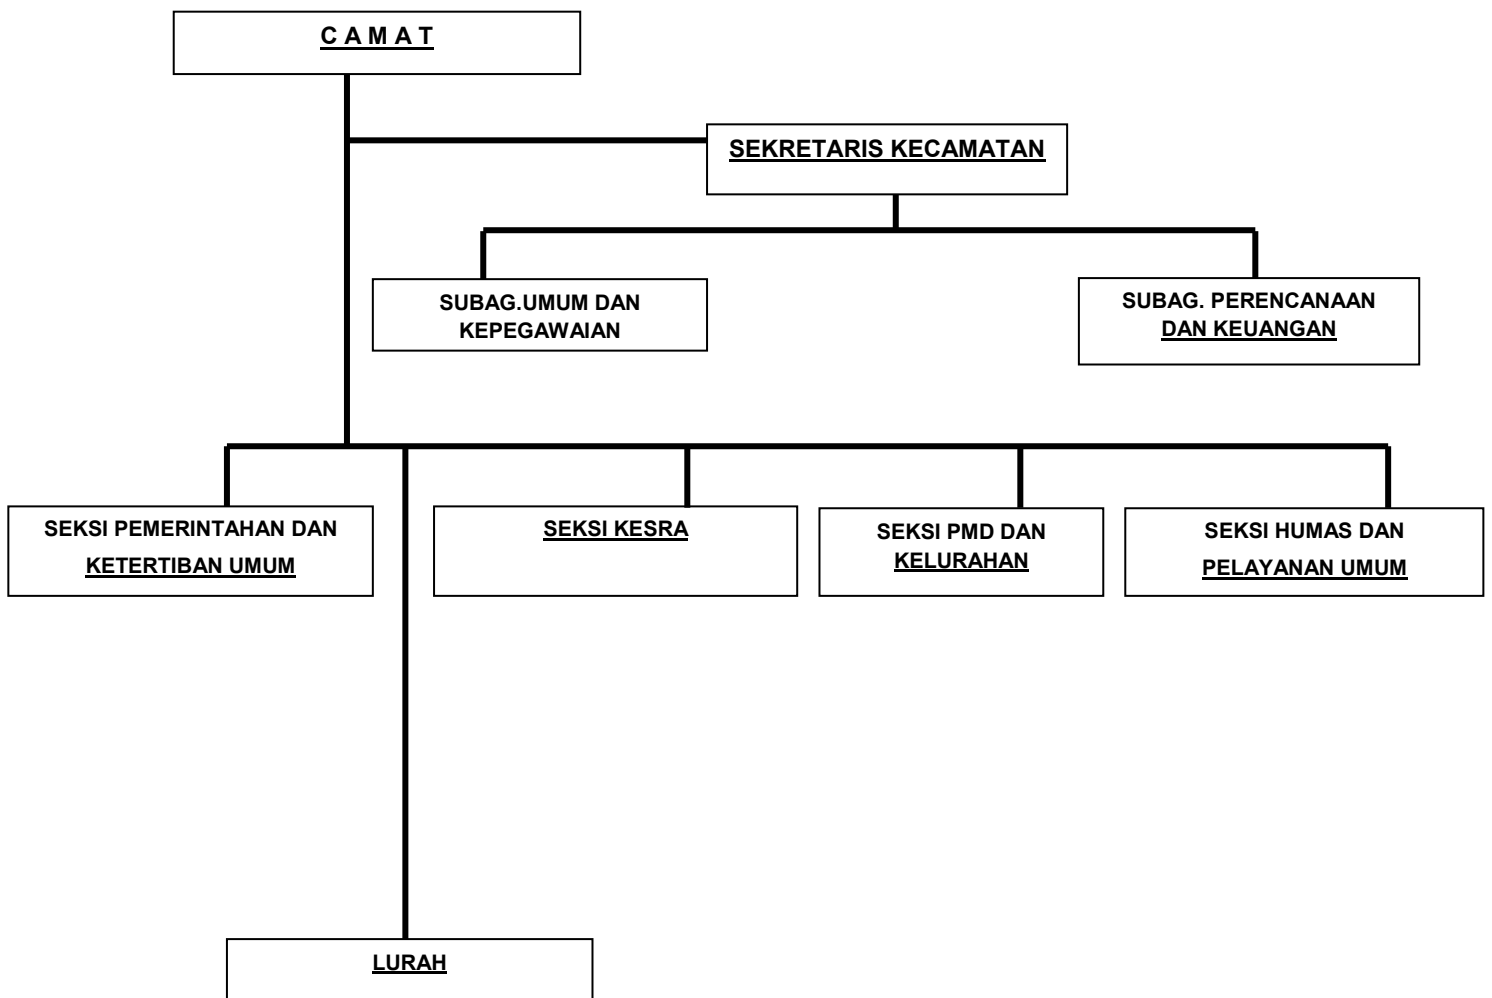 C A M A T
SEKRETARIS KECAMATAN
SUBAG.UMUM DAN
KEPEGAWAIAN
SUBAG. PERENCANAAN
DAN KEUANGAN
SEKSI PEMERINTAHAN DAN
KETERTIBAN UMUM
SEKSI KESRA
SEKSI PMD DAN
KELURAHAN
SEKSI HUMAS DAN
PELAYANAN UMUM
LURAH